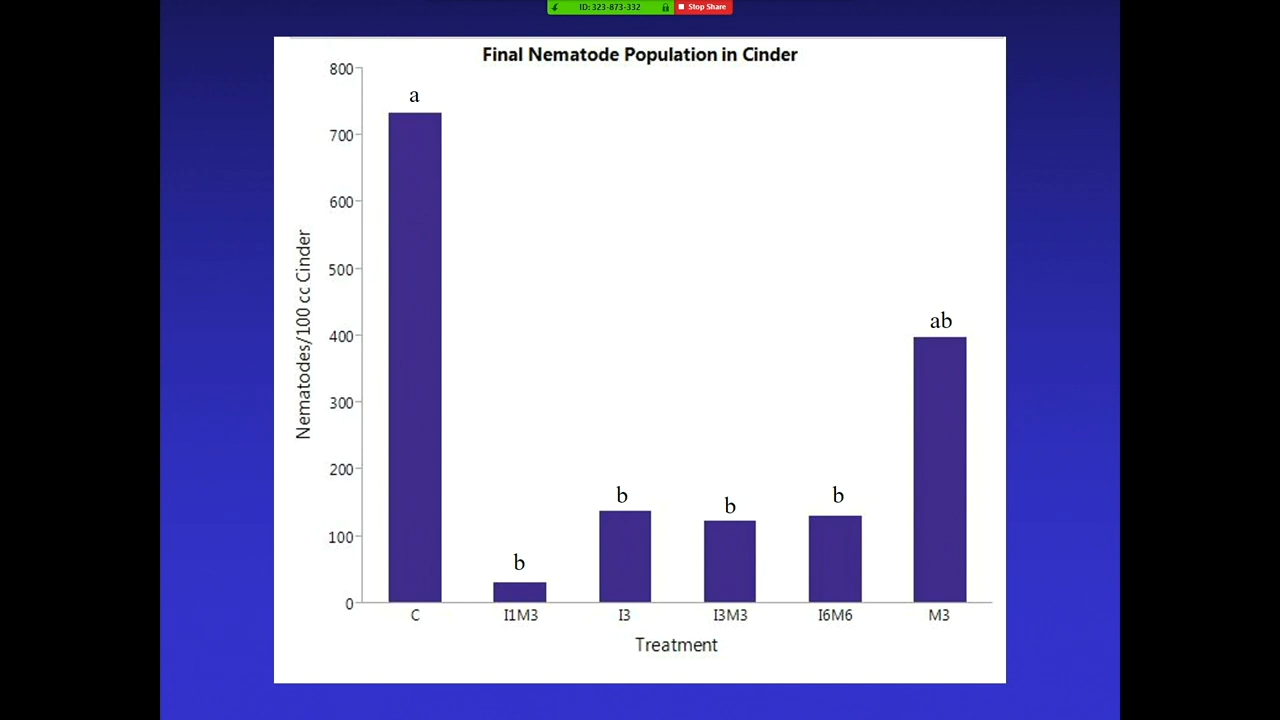 ID: 323-873-332
Stop Share
Final Nematode Population in Cinder
800
700
600
500
400
300
200
100
0
Nematodes/100 cc Cinder
a
b
b
b
b
ab
C
I1M3
I3
I3M3
I6M6
M3
Treatment